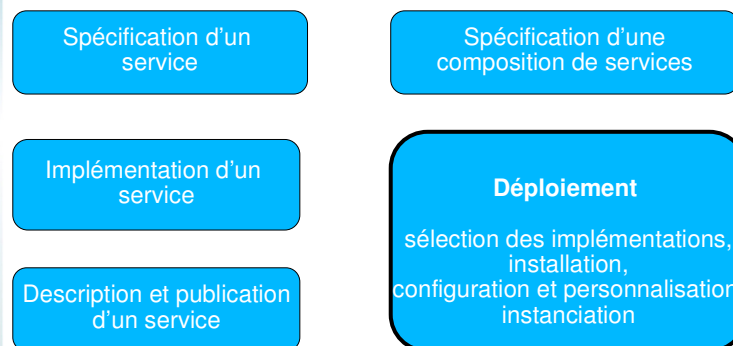 Spécification d'un
service
Spécification d'une
composition de services
Implémentation d'un
service
Déploiement
sélection des implémentations,
installation,
configuration et personnalisation
instanciation
Description et publication
d'un service